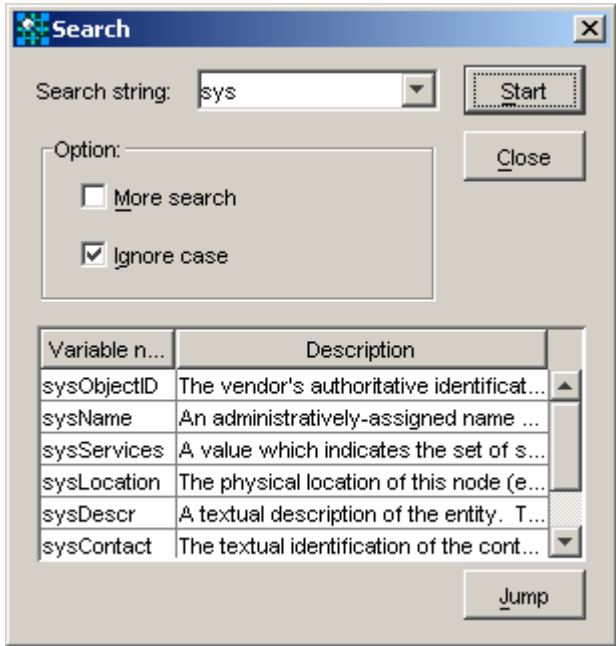 Search
Search string: sys Start
Option: Close
More search
Ignore case
Variable n... Description
sysObjectID The vendor's authoritative identificat...
sysName An administratively-assigned name ...
sysServices A value which indicates the set of s...
sysLocation The physical location of this node (e...
sysDescr A textual description of the entity.  T...
sysContact The textual identification of the cont...
Jump